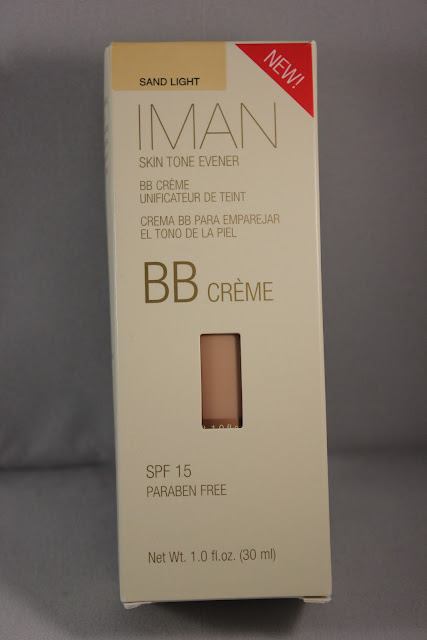 SAND LIGHT
NEW!
IMAN
SKIN TONE EVENER
BB CRÈME
UNIFICATEUR DE TEINT
CREMA BB PARA EMPAREJAR
EL TONO DE LA PIEL
BB CRÈME
SPF 15
PARABEN FREE
Net Wt. 1.0 fl.oz. (30 ml)